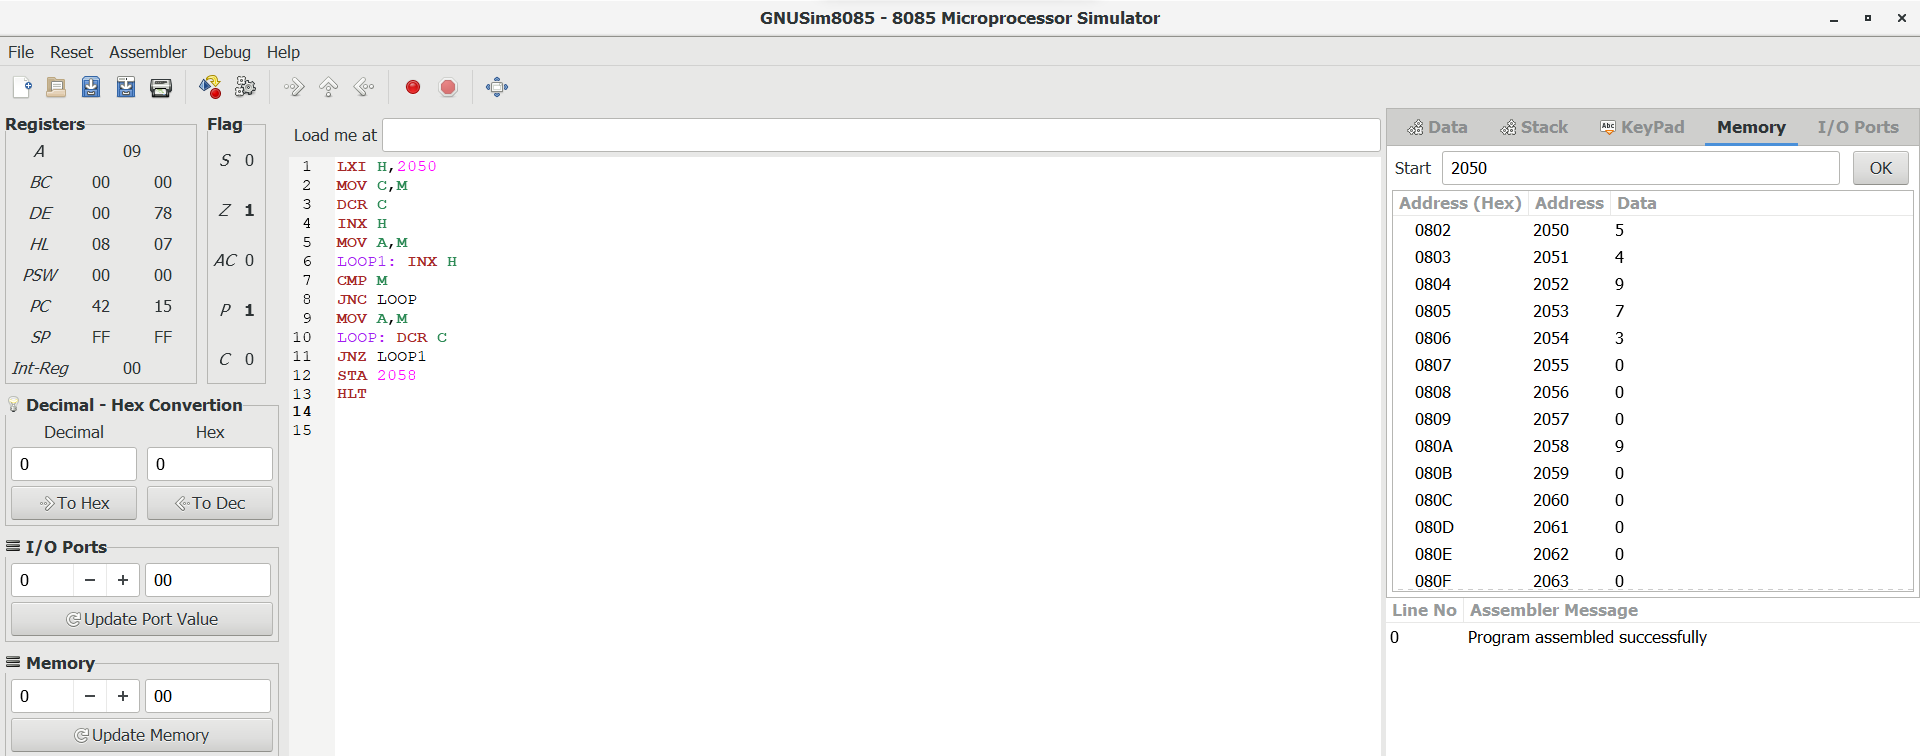 GNUSim8085 - 8085 Microprocessor Simulator
File Reset Assembler Debug Help
Registers
A 09
BC 00 00
DE 00 78
HL 08 07
PSW 00 00
PC 42 15
SP FF FF
Int-Reg 00
Flag
S 0
Z 1
AC 0
P 1
C 0
Decimal - Hex Convertion
Decimal Hex
0 0
To Hex To Dec
I/O Ports
0 − + 00
Update Port Value
Memory
0 − + 00
Update Memory
Load me at
1 LXI H,2050
2 MOV C,M
3 DCR C
4 INX H
5 MOV A,M
6 LOOP1: INX H
7 CMP M
8 JNC LOOP
9 MOV A,M
10 LOOP: DCR C
11 JNZ LOOP1
12 STA 2058
13 HLT
14
15
Data Stack Abc KeyPad Memory I/O Ports
Start 2050 OK
Address (Hex) Address Data
0802 2050 5
0803 2051 4
0804 2052 9
0805 2053 7
0806 2054 3
0807 2055 0
0808 2056 0
0809 2057 0
080A 2058 9
080B 2059 0
080C 2060 0
080D 2061 0
080E 2062 0
080F 2063 0
Line No Assembler Message
0 Program assembled successfully